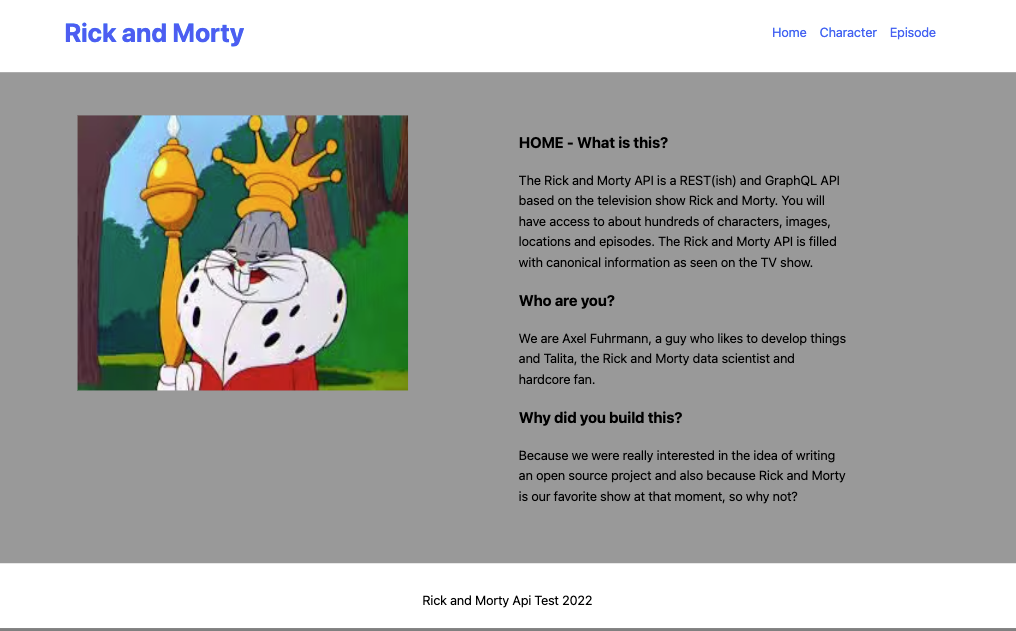 Rick and Morty
Home Character Episode
HOME - What is this?
The Rick and Morty API is a REST(ish) and GraphQL API
based on the television show Rick and Morty. You will
have access to about hundreds of characters, images,
locations and episodes. The Rick and Morty API is filled
with canonical information as seen on the TV show.
Who are you?
We are Axel Fuhrmann, a guy who likes to develop things
and Talita, the Rick and Morty data scientist and
hardcore fan.
Why did you build this?
Because we were really interested in the idea of writing
an open source project and also because Rick and Morty
is our favorite show at that moment, so why not?
Rick and Morty Api Test 2022